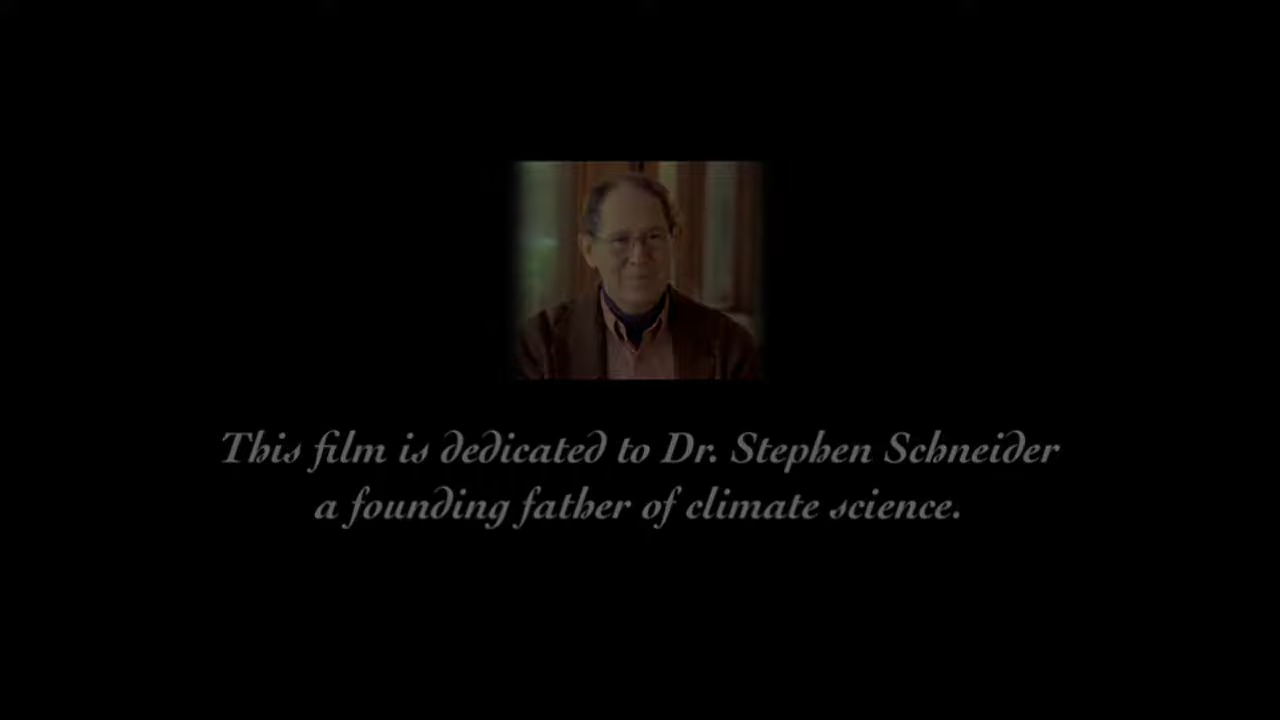 This film is dedicated to Dr. Stephen Schneider
a founding father of climate science.